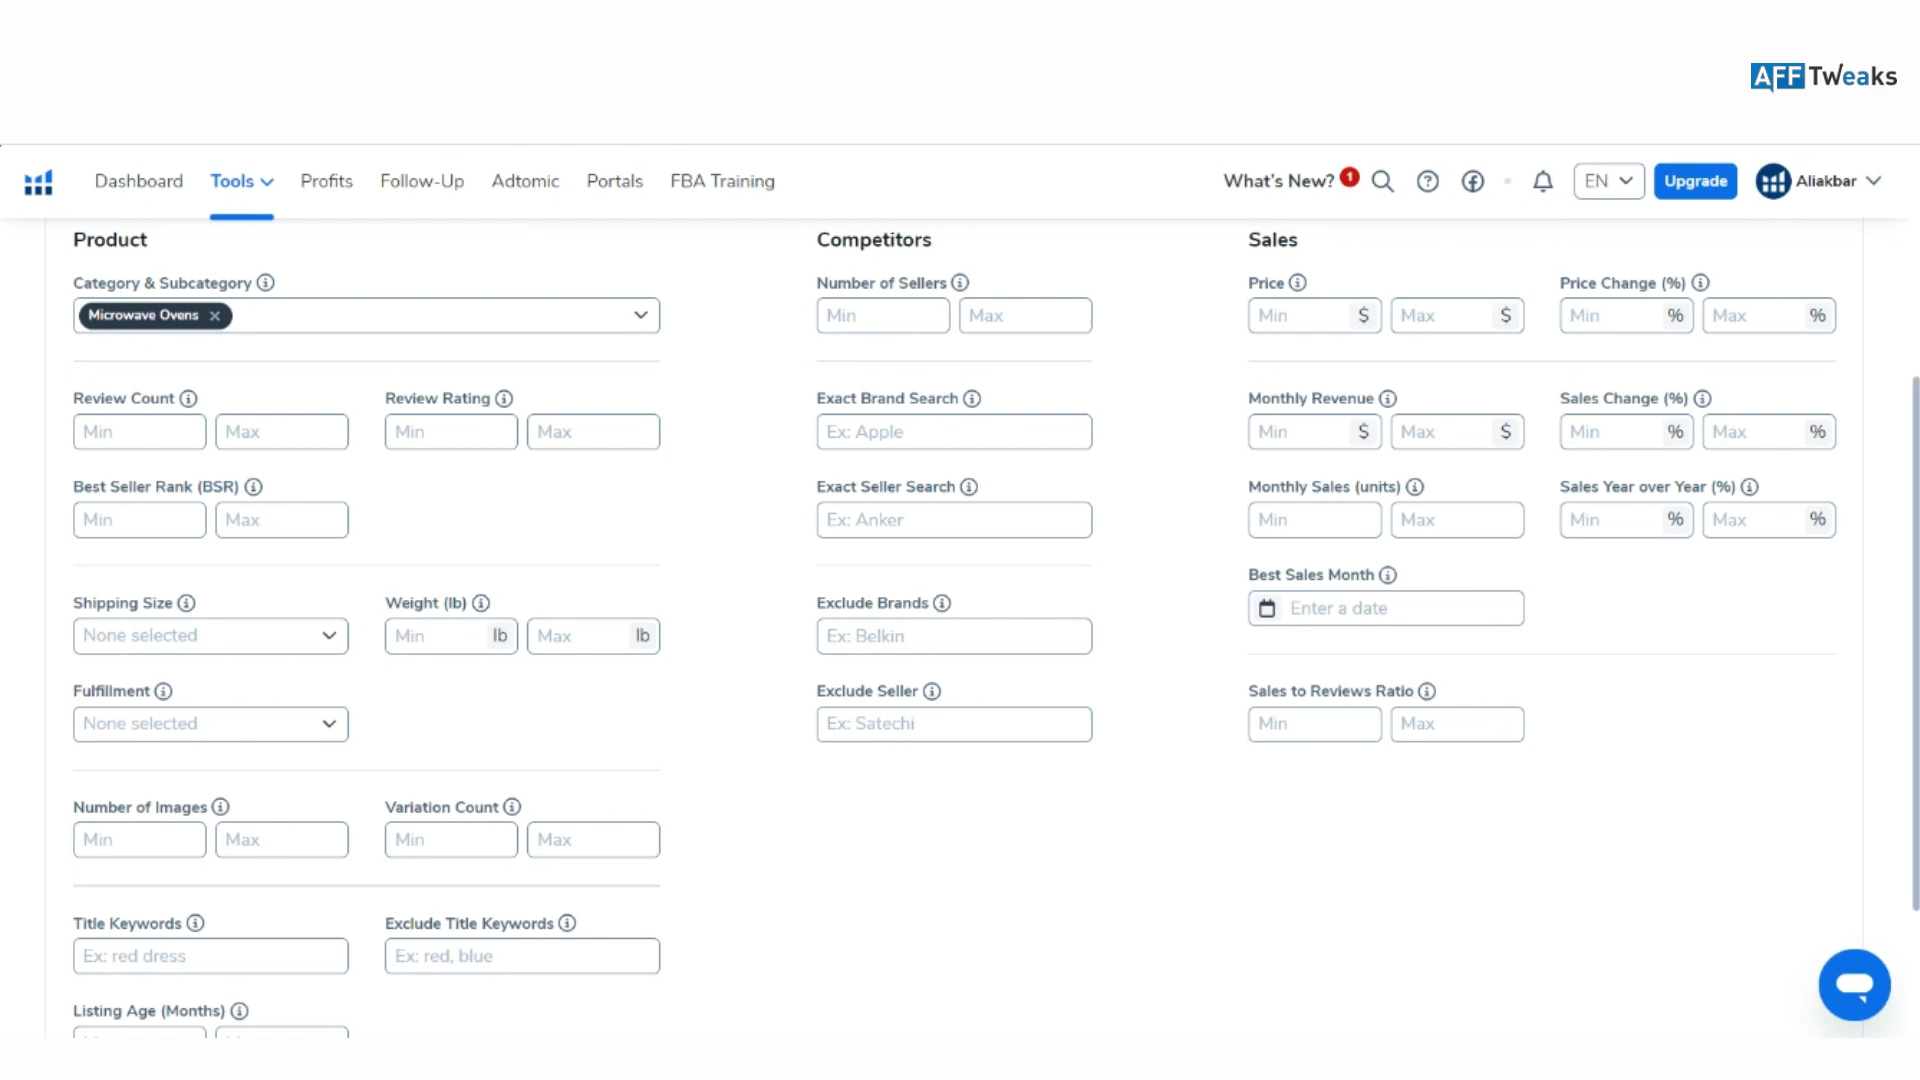 AFFTweaks
Dashboard Tools Profits Follow-Up Adtomic Portals FBA Training What's New? 1 EN Upgrade Aliakbar
Product
Category & Subcategory
Microwave Ovens
Review Count Review Rating
Min Max Min Max
Best Seller Rank (BSR)
Min Max
Shipping Size Weight (lb)
None selected Min lb Max lb
Fulfillment
None selected
Number of Images Variation Count
Min Max Min Max
Title Keywords Exclude Title Keywords
Ex: red dress Ex: red, blue
Listing Age (Months)
Competitors
Number of Sellers
Min Max
Exact Brand Search
Ex: Apple
Exact Seller Search
Ex: Anker
Exclude Brands
Ex: Belkin
Exclude Seller
Ex: Satechi
Sales
Price Price Change (%)
Min $ Max $ Min % Max %
Monthly Revenue Sales Change (%)
Min $ Max $ Min % Max %
Monthly Sales (units) Sales Year over Year (%)
Min Max Min % Max %
Best Sales Month
Enter a date
Sales to Reviews Ratio
Min Max